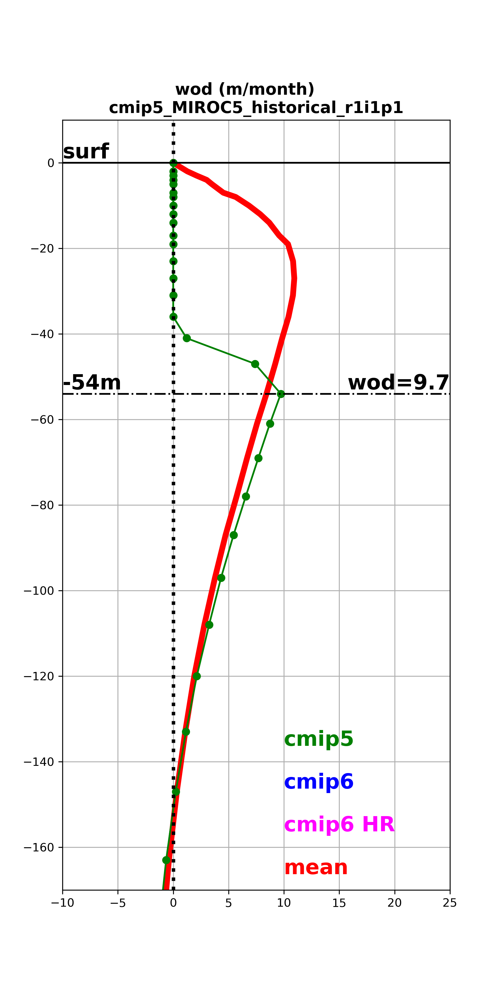 wod (m/month)
cmip5_MIROC5_historical_r1i1p1
surf
0
−20
−40
-54m
wod=9.7
−60
−80
−100
−120
cmip5
−140
cmip6
cmip6 HR
−160
mean
−10 −5 0 5 10 15 20 25